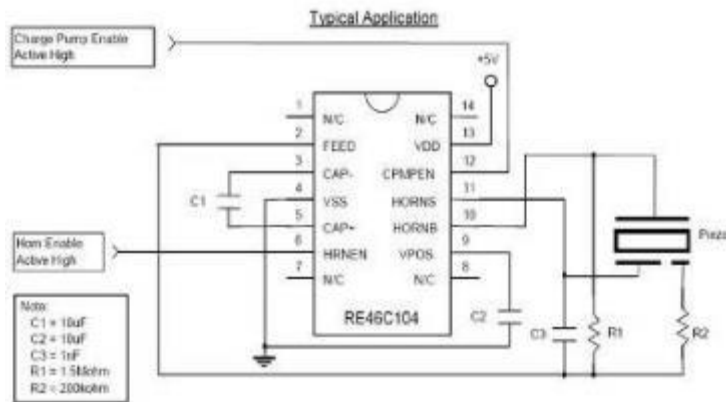 Typical Application
Charge Pump Enable
Active High
+5V
1
N/C
N/C
14
2
FEED
VDD
13
3
CAP-
CPMPEN
12
4
VSS
HORNS
11
5
CAP+
HORNB
10
6
HRNEN
VPOS
9
7
N/C
N/C
8
RE46C104
C1
Horn Enable
Active High
Note:
C1 = 10uF
C2 = 10uF
C3 = 1nF
R1 = 1.5Mohm
R2 = 200kohm
C2
C3
R1
R2
Piezo